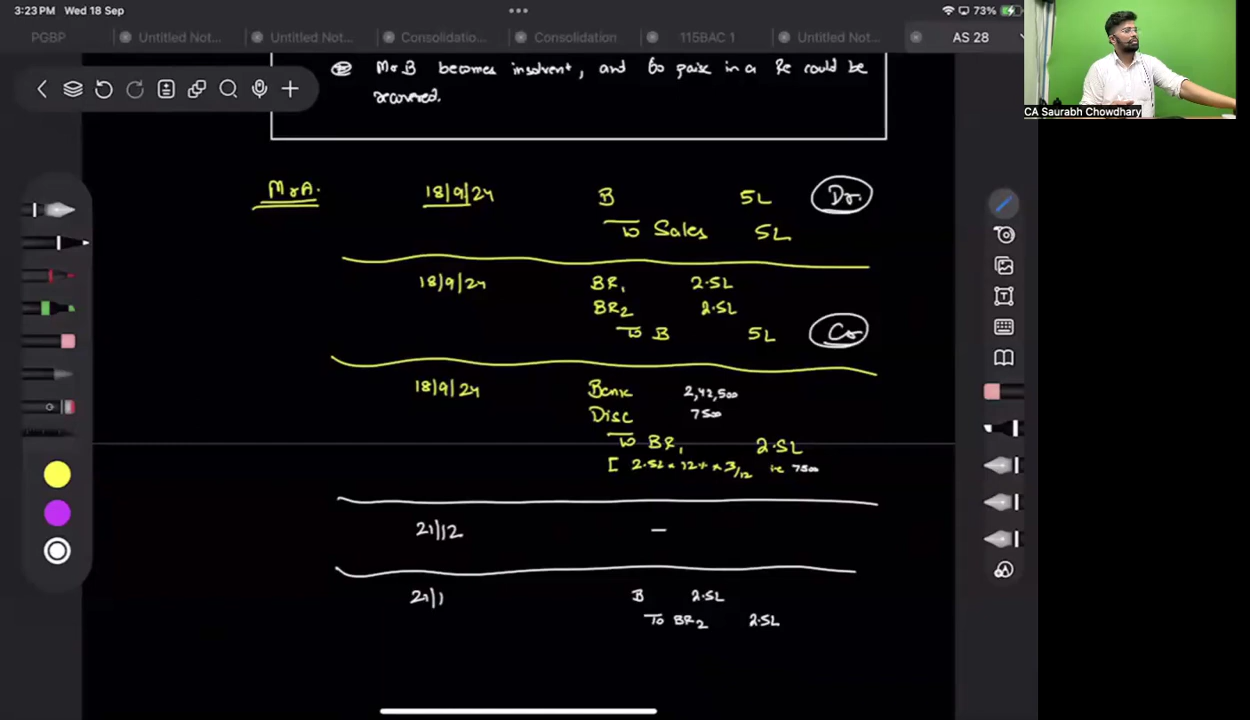 3:23 PM Wed 18 Sep
73%
PGBP
Untitled Not...
Untitled Not...
Consolidatio...
Consolidation
115BAC 1
Untitled Not...
AS 28
CA Saurabh Chowdhary
Mr B becomes insolvent, and 60 paise in a Re could be
recovered.
Mr A. 18/9/24 B 5L Dr.
To Sales 5L
18/9/24 BR1 2.5L
BR2 2.5L
To B 5L Cr
18/9/24 Bank 2,42,500
Disc 7500
To BR1 2.5L
[ 2.5L x 12% x 3/12 ie 7500
21/12 —
21/1 B 2.5L
To BR2 2.5L